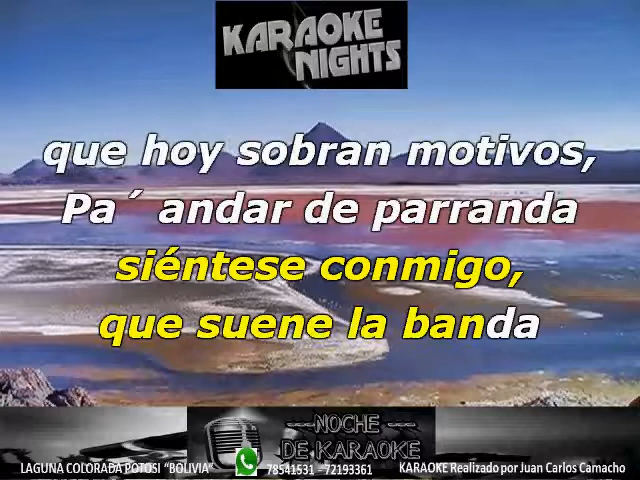 KARAOKE
NIGHTS
que hoy sobran motivos,
Pa´ andar de parranda
siéntese conmigo,
que suene la banda
---NOCHE---
DE KARAOKE
LAGUNA COLORADA POTOSI “BOLIVIA”
78541531 –72193361
KARAOKE Realizado por Juan Carlos Camacho